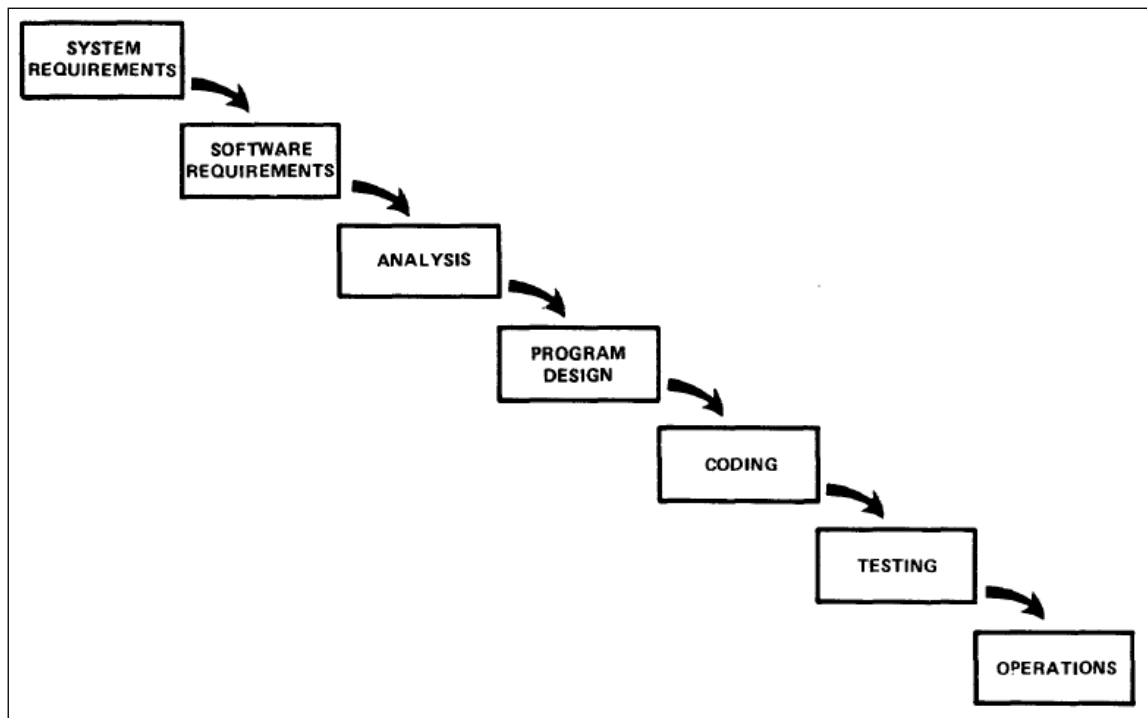 SYSTEM
REQUIREMENTS
SOFTWARE
REQUIREMENTS
ANALYSIS
PROGRAM
DESIGN
CODING
TESTING
OPERATIONS